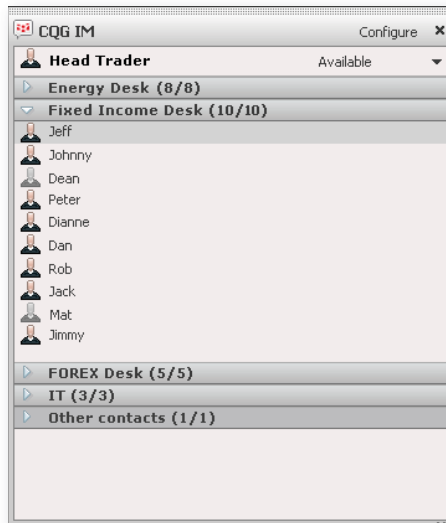 CQG IM Configure x
Head Trader Available
Energy Desk (8/8)
Fixed Income Desk (10/10)
Jeff
Johnny
Dean
Peter
Dianne
Dan
Rob
Jack
Mat
Jimmy
FOREX Desk (5/5)
IT (3/3)
Other contacts (1/1)